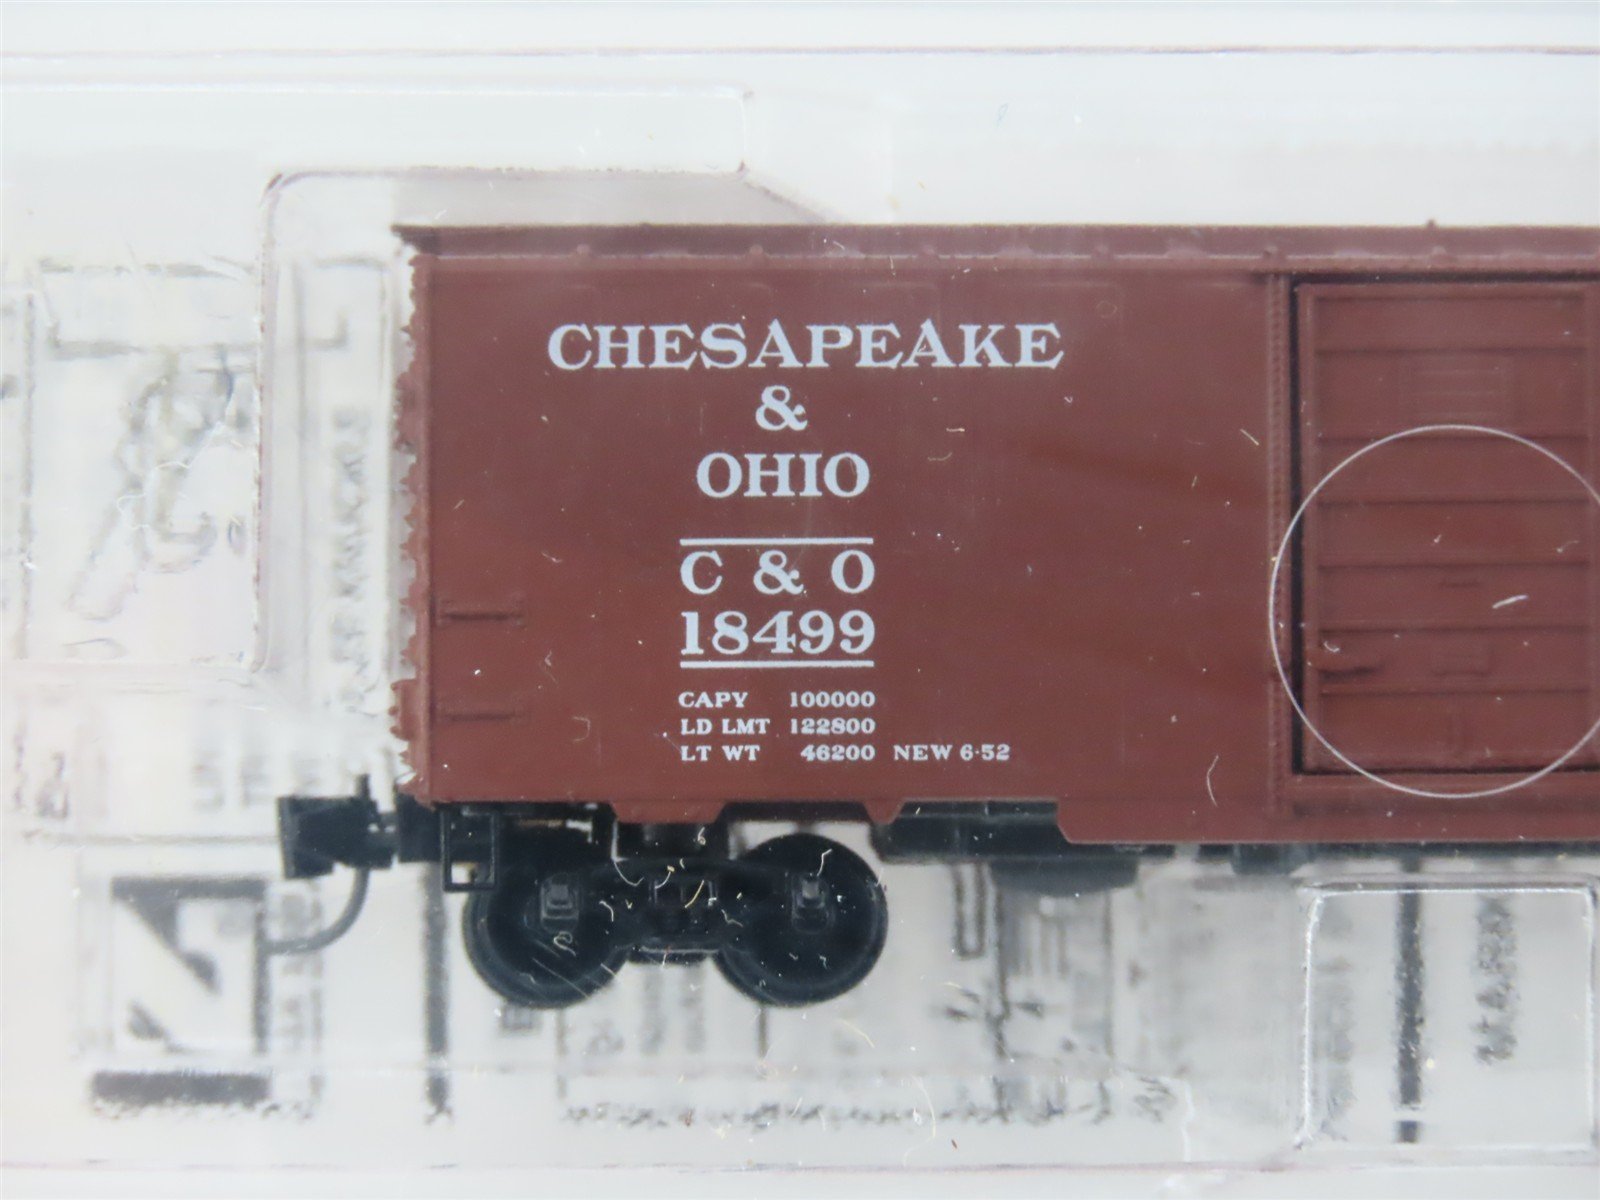 CHESAPEAKE
&
OHIO
C & O
18499
CAPY 100000
LD LMT 122800
LT WT 46200 NEW 6-52